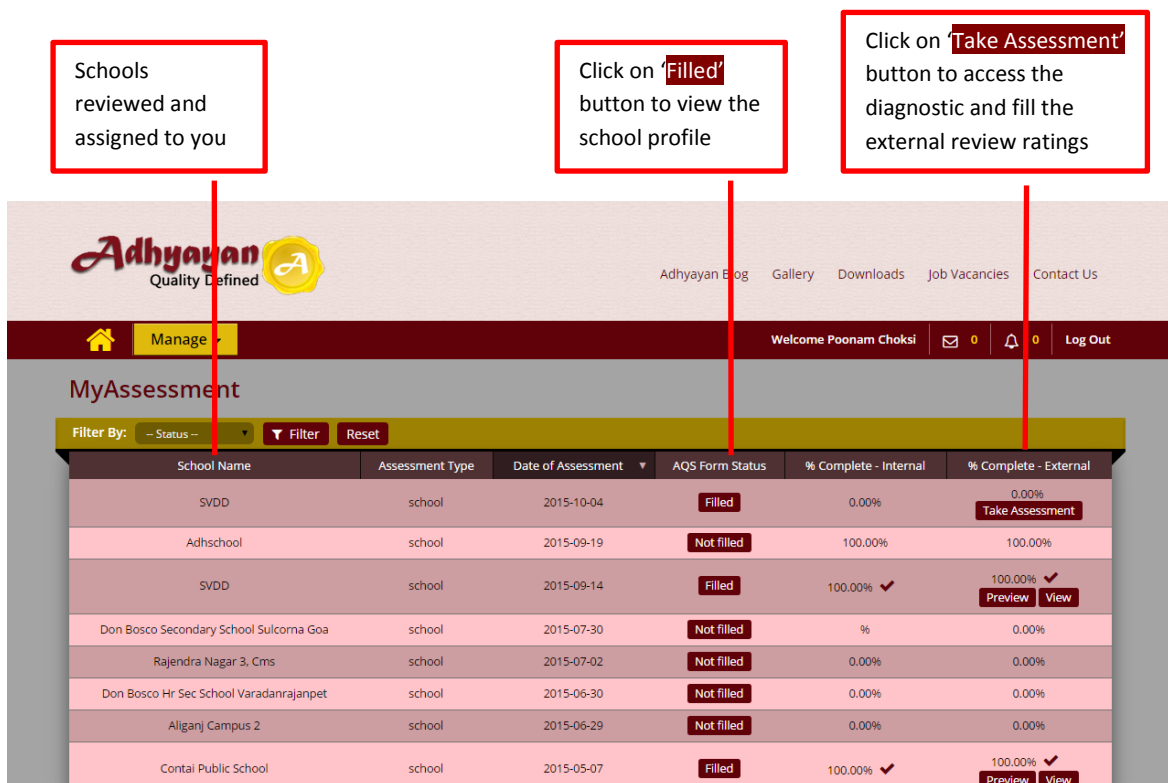 Schools
reviewed and
assigned to you
Click on ‘Filled’
button to view the
school profile
Click on ‘Take Assessment’
button to access the
diagnostic and fill the
external review ratings
Adhyayan A
Quality Defined
Adhyayan Blog Gallery Downloads Job Vacancies Contact Us
Manage Welcome Poonam Choksi 0 0 Log Out
MyAssessment
Filter By: -- Status -- Filter Reset
School Name Assessment Type Date of Assessment AQS Form Status % Complete - Internal % Complete - External
SVDD school 2015-10-04 Filled 0.00% 0.00%
Take Assessment
Adhschool school 2015-09-19 Not filled 100.00% 100.00%
SVDD school 2015-09-14 Filled 100.00% 100.00%
Preview View
Don Bosco Secondary School Sulcorna Goa school 2015-07-30 Not filled % 0.00%
Rajendra Nagar 3, Cms school 2015-07-02 Not filled 0.00% 0.00%
Don Bosco Hr Sec School Varadanrajanpet school 2015-06-30 Not filled 0.00% 0.00%
Aliganj Campus 2 school 2015-06-29 Not filled 0.00% 0.00%
Contai Public School school 2015-05-07 Filled 100.00% 100.00%
Preview View